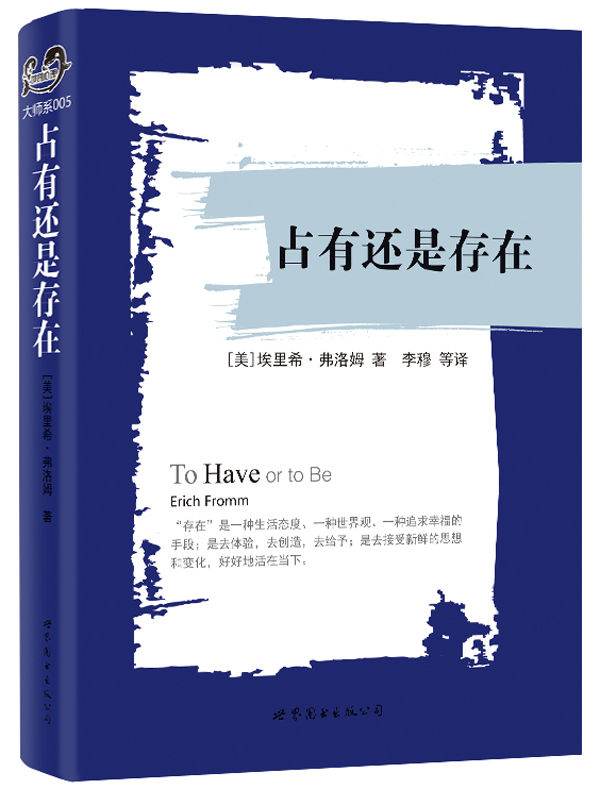 大师系005
占有还是存在
[美]埃里希·弗洛姆 著
占有还是存在
[美]埃里希·弗洛姆 著 李穆 等译
To Have or to Be
Erich Fromm
“存在”是一种生活态度、一种世界观、一种追求幸福的
手段；是去体验，去创造，去给予；是去接受新鲜的思想
和变化，好好地活在当下。
世界图书出版公司
世界图书出版公司